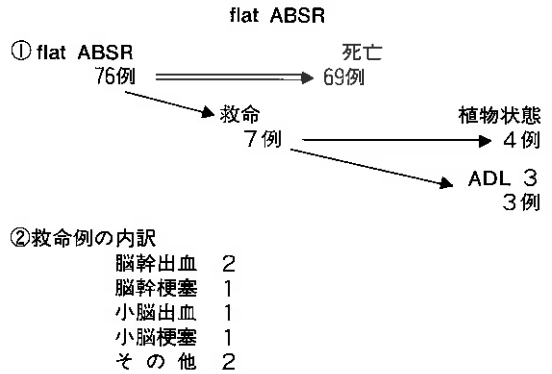 flat ABSR
①flat ABSR 死亡
76例 69例
救命 植物状態
7例 4例
ADL 3
3例
②救命例の内訳
脳幹出血 2
脳幹梗塞 1
小脳出血 1
小脳梗塞 1
その他 2